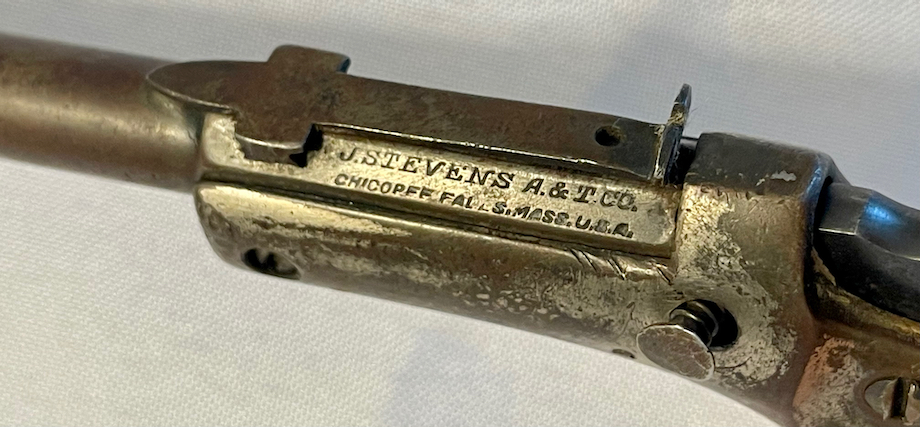 J. STEVENS A. & T. CO.
CHICOPEE FALLS, MASS. U.S.A.